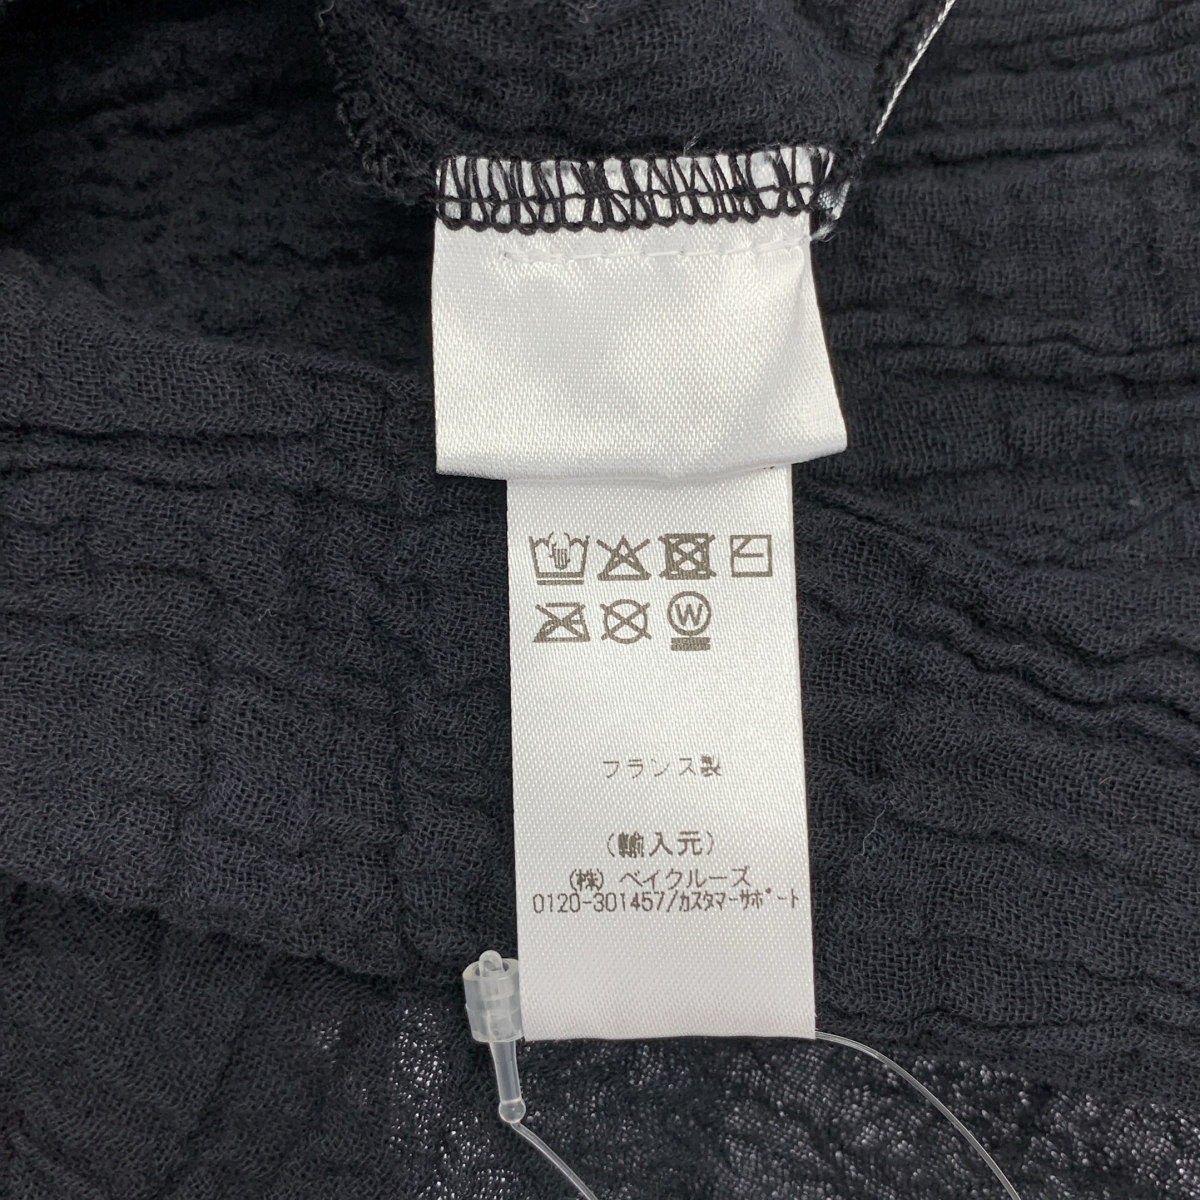 W
フランス製
(輸入元)
(株) ベイクルーズ
0120-301457/カスタマーサポート